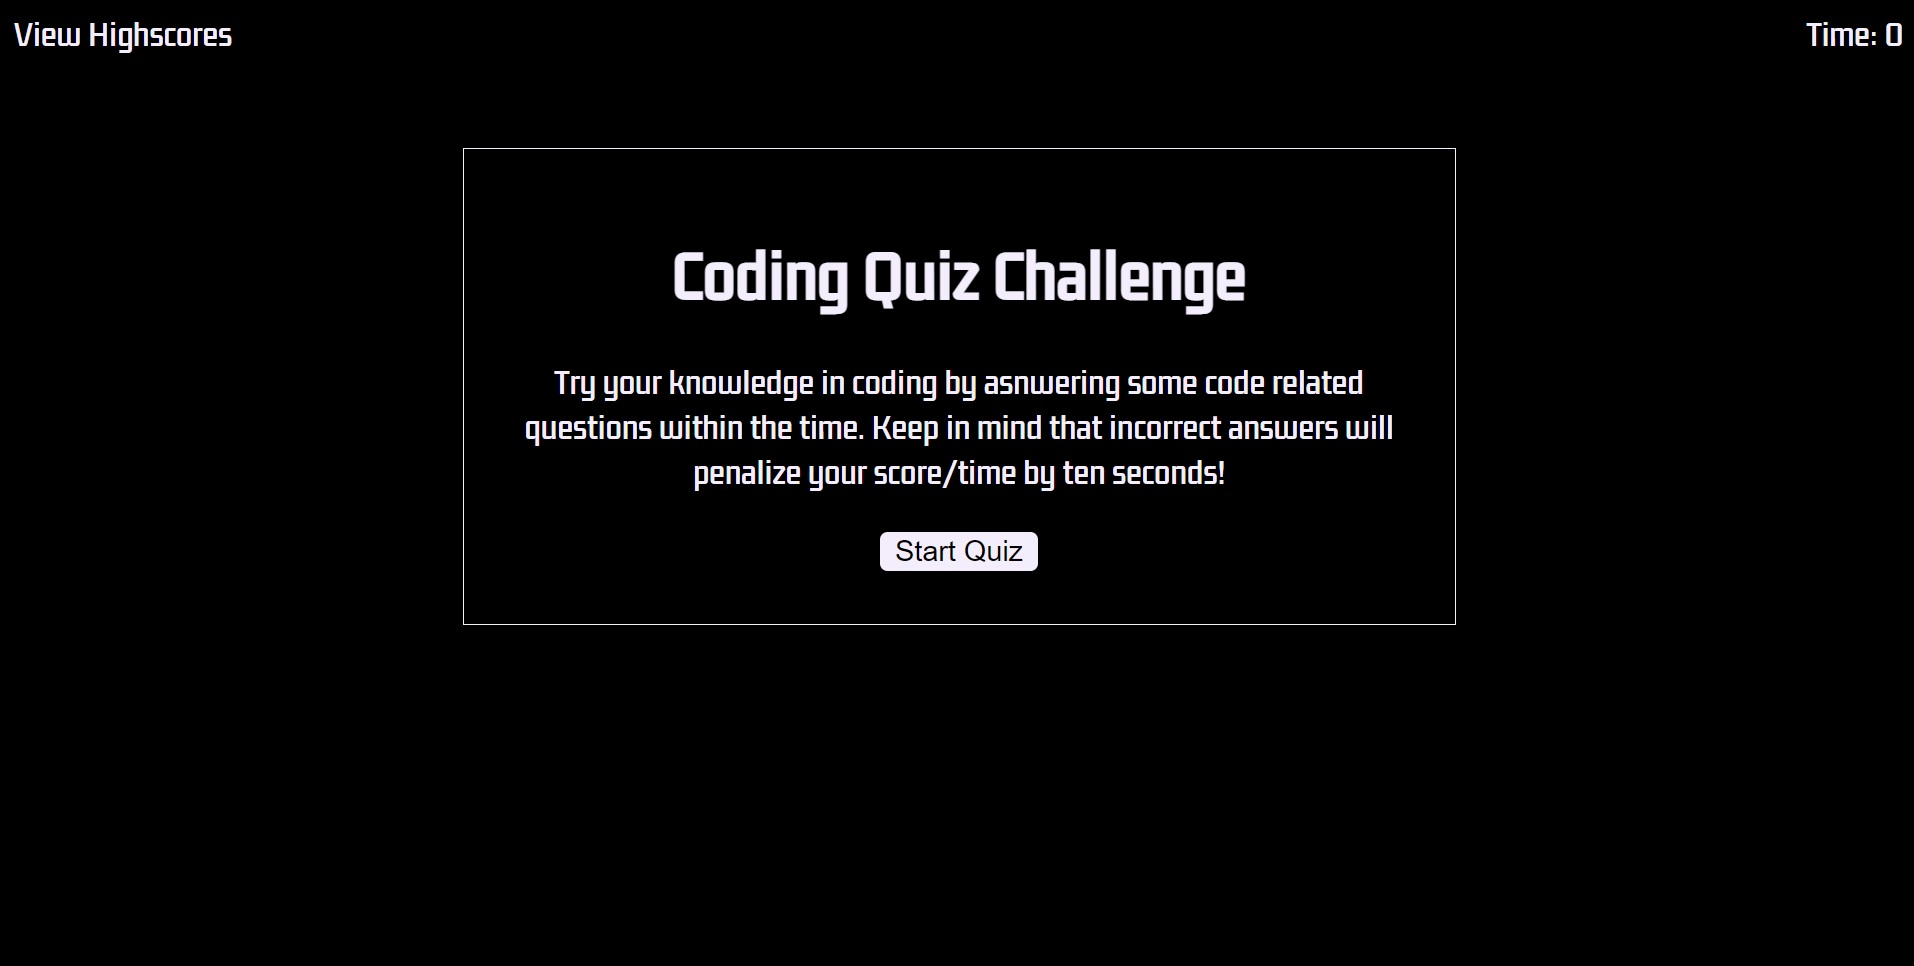 View Highscores
Time: 0
Coding Quiz Challenge
Try your knowledge in coding by asnwering some code related
questions within the time. Keep in mind that incorrect answers will
penalize your score/time by ten seconds!
Start Quiz